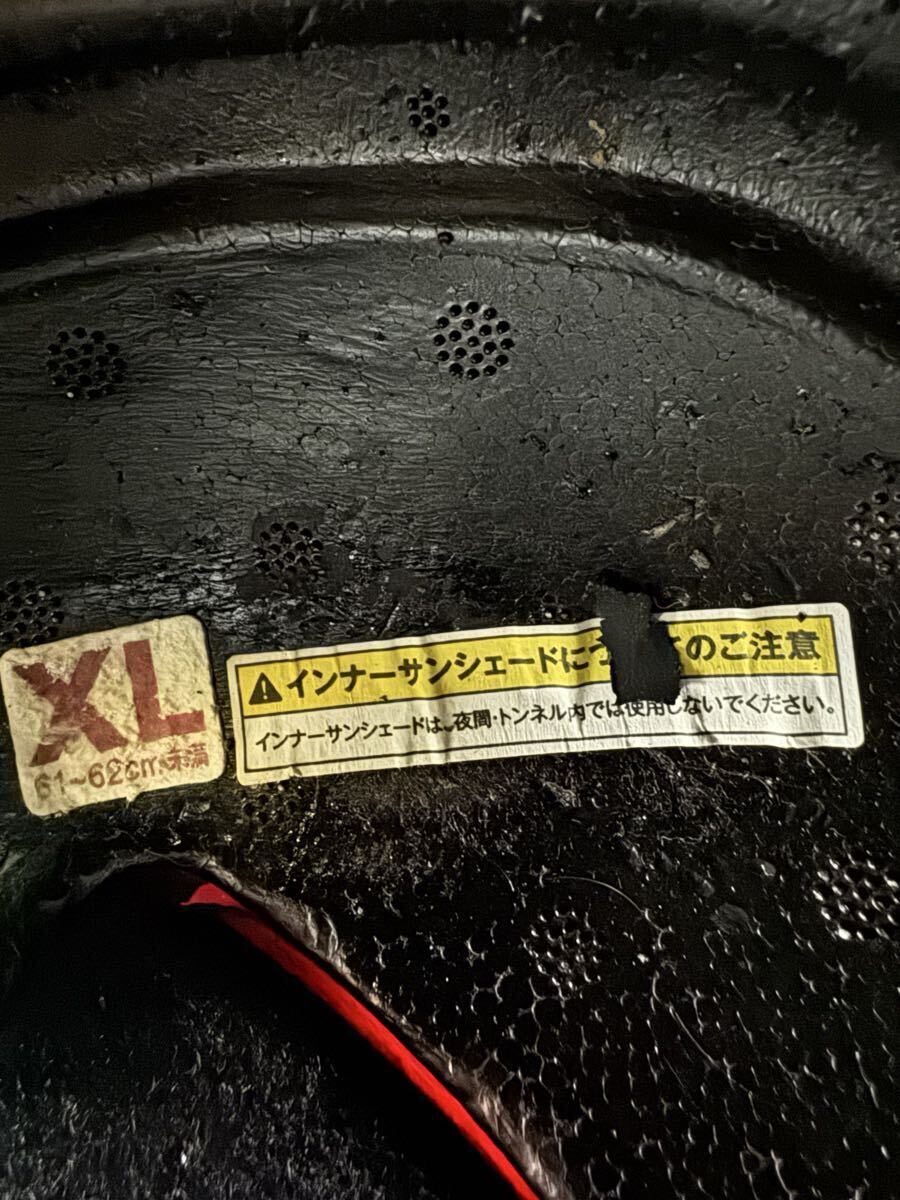 XL
61~62cm未満
インナーサンシェードにつ てのご注意
インナーサンシェードは、夜間・トンネル内では使用しないでください。